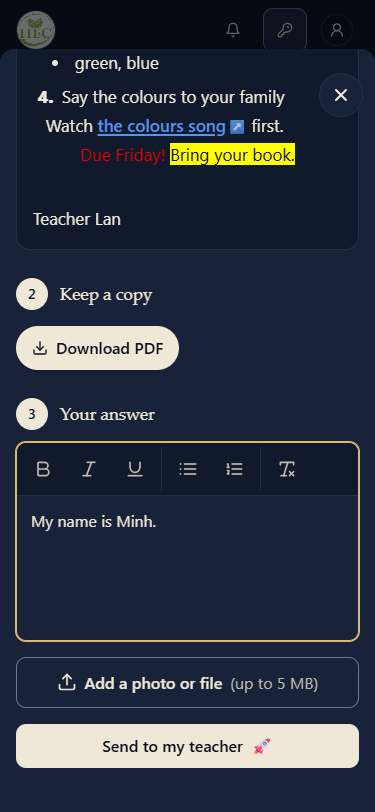 HEC
green, blue
4. Say the colours to your family
Watch the colours song first.
Due Friday! Bring your book.
Teacher Lan
2 Keep a copy
Download PDF
3 Your answer
B I U
My name is Minh.
Add a photo or file (up to 5 MB)
Send to my teacher